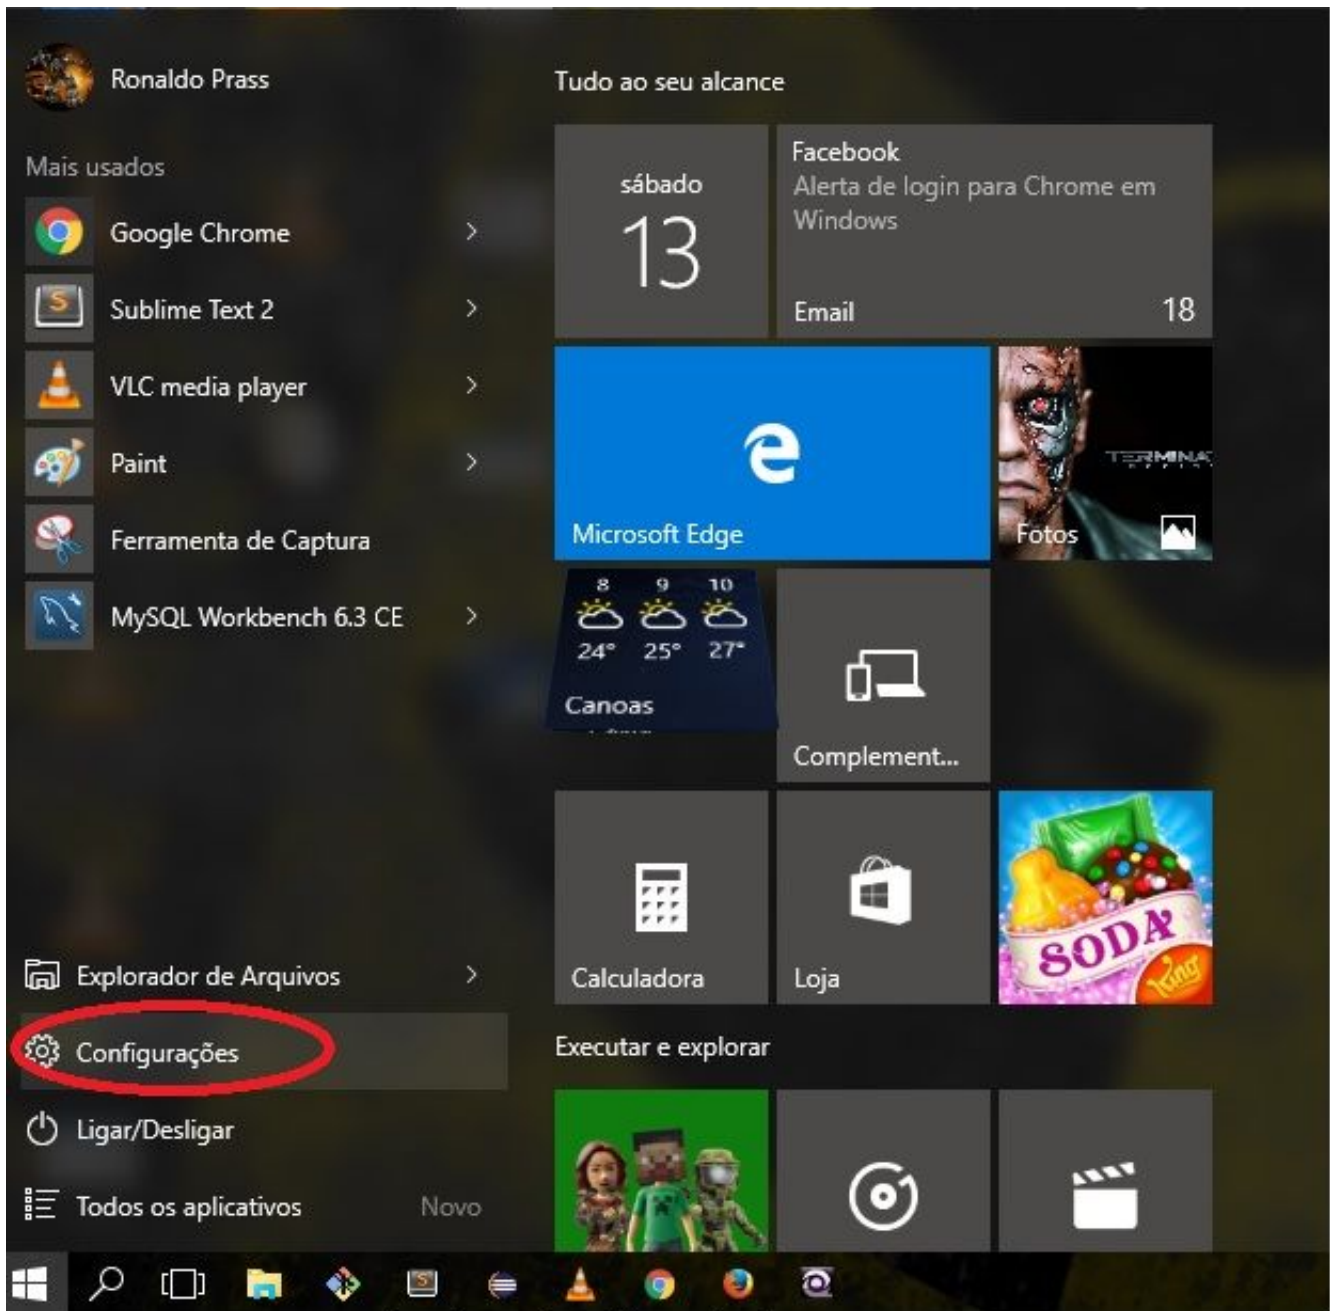 Ronaldo Prass
Mais usados
Google Chrome
Sublime Text 2
VLC media player
Paint
Ferramenta de Captura
MySQL Workbench 6.3 CE
Explorador de Arquivos
Configurações
Ligar/Desligar
Todos os aplicativos Novo
Tudo ao seu alcance
sábado
13
Facebook
Alerta de login para Chrome em
Windows
Email 18
Microsoft Edge
Fotos
8 9 10
24° 25° 27°
Canoas
Complement...
Calculadora
Loja
SODA
King
Executar e explorar